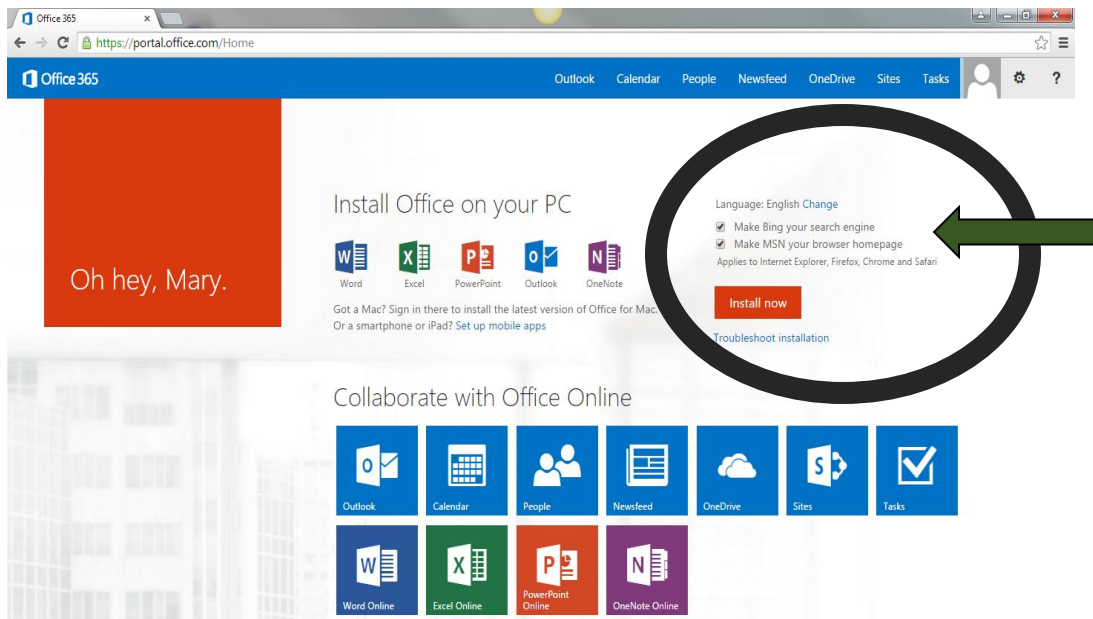 Office 365
https://portal.office.com/Home
Office 365 Outlook Calendar People Newsfeed OneDrive Sites Tasks ?
Oh hey, Mary.
Install Office on your PC
Word Excel PowerPoint Outlook OneNote
Got a Mac? Sign in there to install the latest version of Office for Mac.
Or a smartphone or iPad? Set up mobile apps
Language: English Change
Make Bing your search engine
Make MSN your browser homepage
Applies to Internet Explorer, Firefox, Chrome and Safari
Install now
Troubleshoot installation
Collaborate with Office Online
Outlook Calendar People Newsfeed OneDrive Sites Tasks
Word Online Excel Online PowerPoint Online OneNote Online